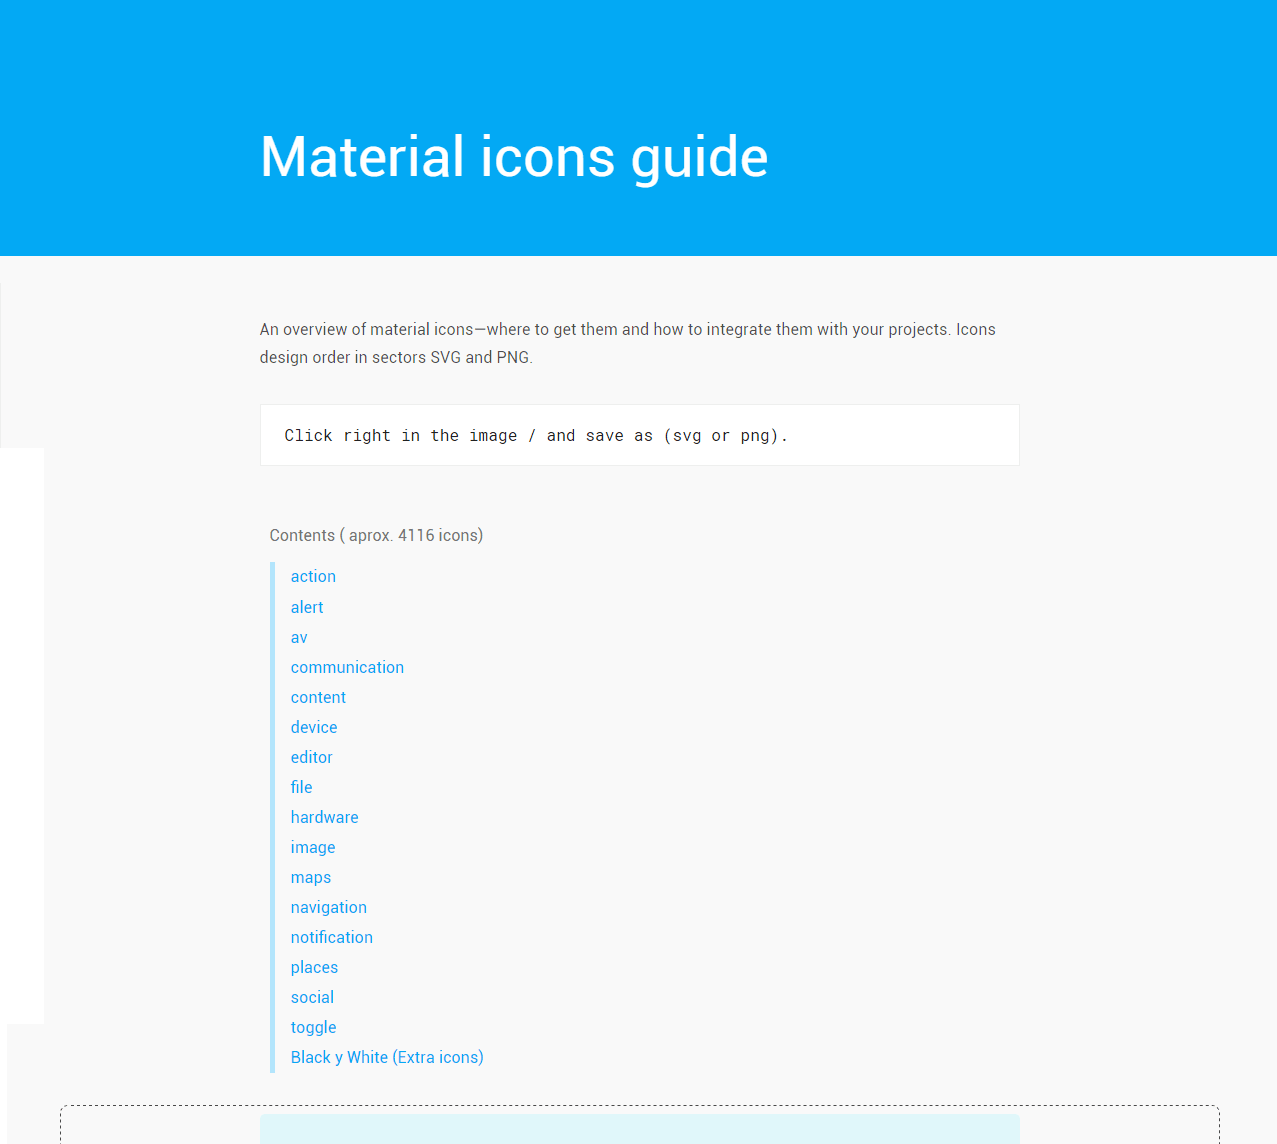 Material icons guide
An overview of material icons—where to get them and how to integrate them with your projects. Icons
design order in sectors SVG and PNG.
Click right in the image / and save as (svg or png).
Contents ( aprox. 4116 icons)
action
alert
av
communication
content
device
editor
file
hardware
image
maps
navigation
notification
places
social
toggle
Black y White (Extra icons)